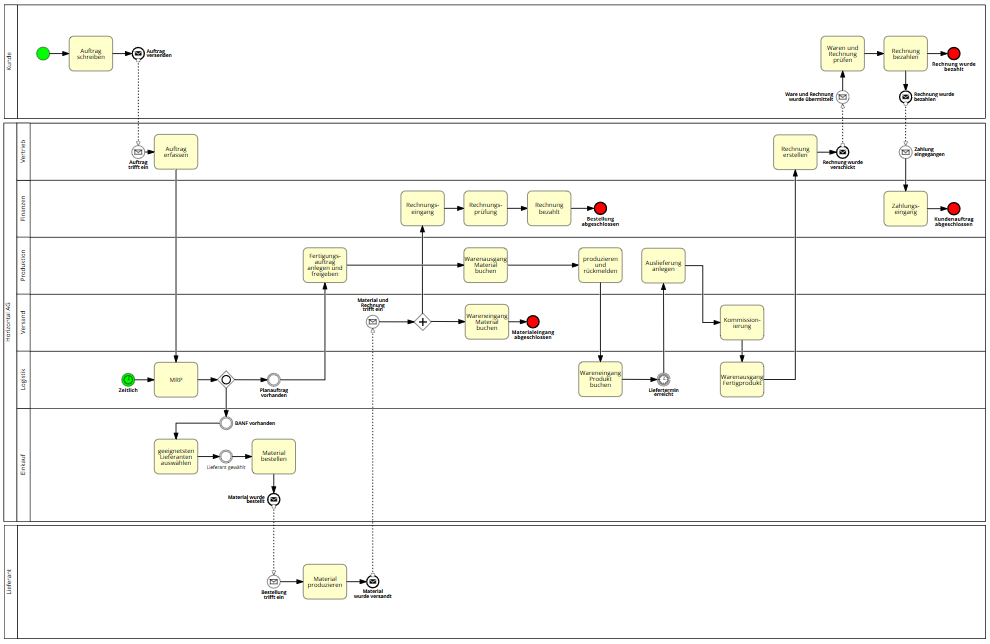 Kunde
Auftrag
schreiben
Auftrag
versenden
Waren und
Rechnung
prüfen
Rechnung
bezahlen
Rechnung wurde
bezahlt
Ware und Rechnung
wurde übermittelt
Rechnung wurde
bezahlen
Horizontal AG
Vertrieb
Auftrag
trifft ein
Auftrag
erfassen
Rechnung
erstellen
Rechnung wurde
verschickt
Zahlung
eingegangen
Finanzen
Rechnungs-
eingang
Rechnungs-
prüfung
Rechnung
bezahlt
Bestellung
abgeschlossen
Zahlungs-
eingang
Kundenauftrag
abgeschlossen
Production
Fertigungs-
auftrag
anlegen und
freigeben
Warenausgang
Material
buchen
produzieren
und
rückmelden
Auslieferung
anlegen
Versand
Material und
Rechnung
trifft ein
Wareneingang
Material
buchen
Materialeingang
abgeschlossen
Kommission-
ierung
Logistik
Zeitlich
MRP
Planauftrag
vorhanden
Wareneingang
Produkt
buchen
Liefertermin
erreicht
Warenausgang
Fertigprodukt
Einkauf
BANF vorhanden
geeignetsten
Lieferanten
auswählen
Lieferant gewählt
Material
bestellen
Material wurde
bestellt
Lieferant
Bestellung
trifft ein
Material
produzieren
Material
wurde versandt